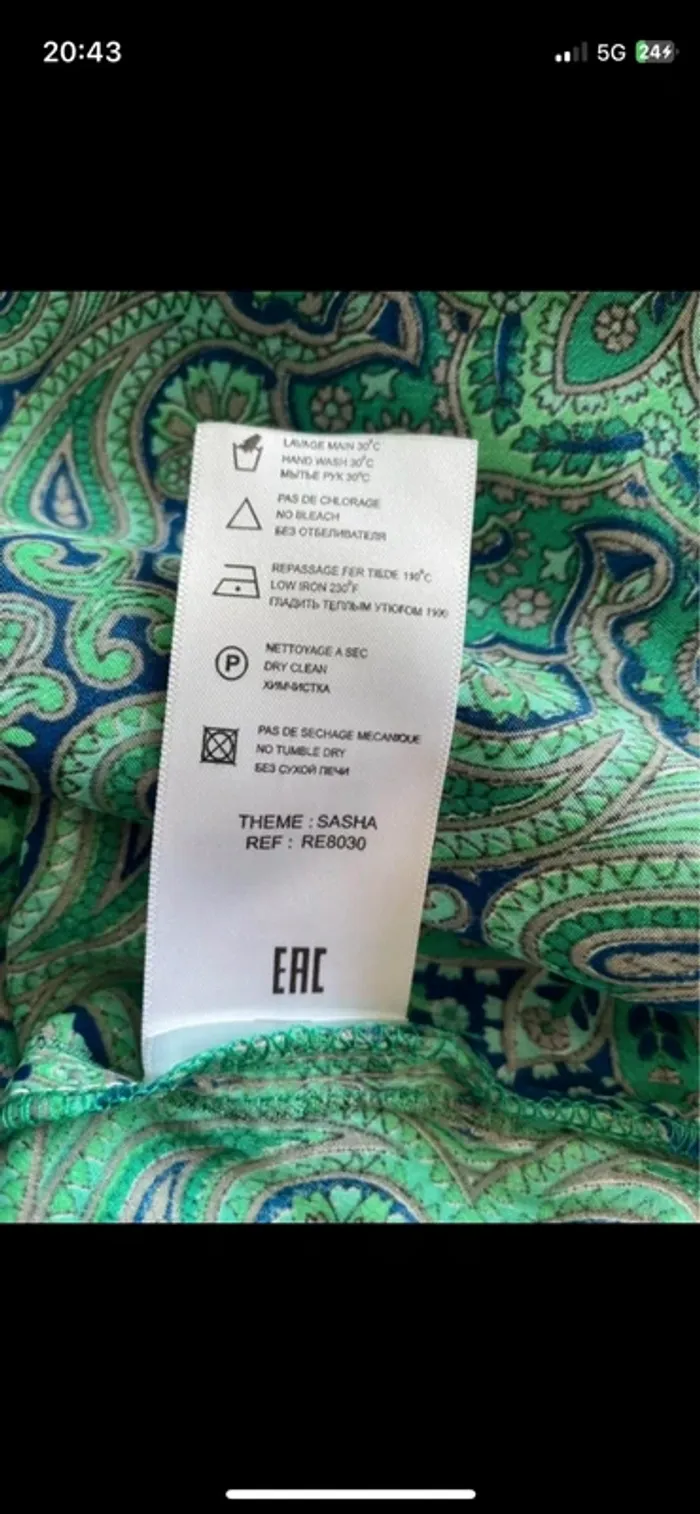 20:43
5G
24
LAVAGE MAIN 30°C
HAND WASH 30°C
МЫТЬЕ РУК 30°C
PAS DE CHLORAGE
NO BLEACH
БЕЗ ОТБЕЛИВАТЕЛЯ
REPASSAGE FER TIEDE 110°C
LOW IRON 230°F
ГЛАДИТЬ ТЕПЛЫМ УТЮГОМ
P
NETTOYAGE A SEC
DRY CLEAN
ХИМЧИСТКА
PAS DE SECHAGE MECANIQUE
NO TUMBLE DRY
БЕЗ СУХОЙ ПЕЧИ
THEME : SASHA
REF : RE8030
EAC